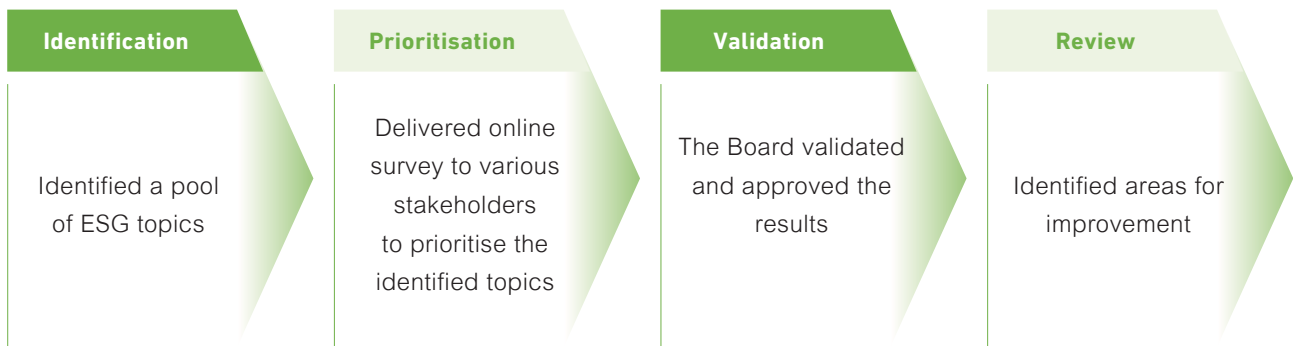 Identification
Identified a pool
of ESG topics
Prioritisation
Delivered online
survey to various
stakeholders
to prioritise the
identified topics
Validation
The Board validated
and approved the
results
Review
Identified areas for
improvement